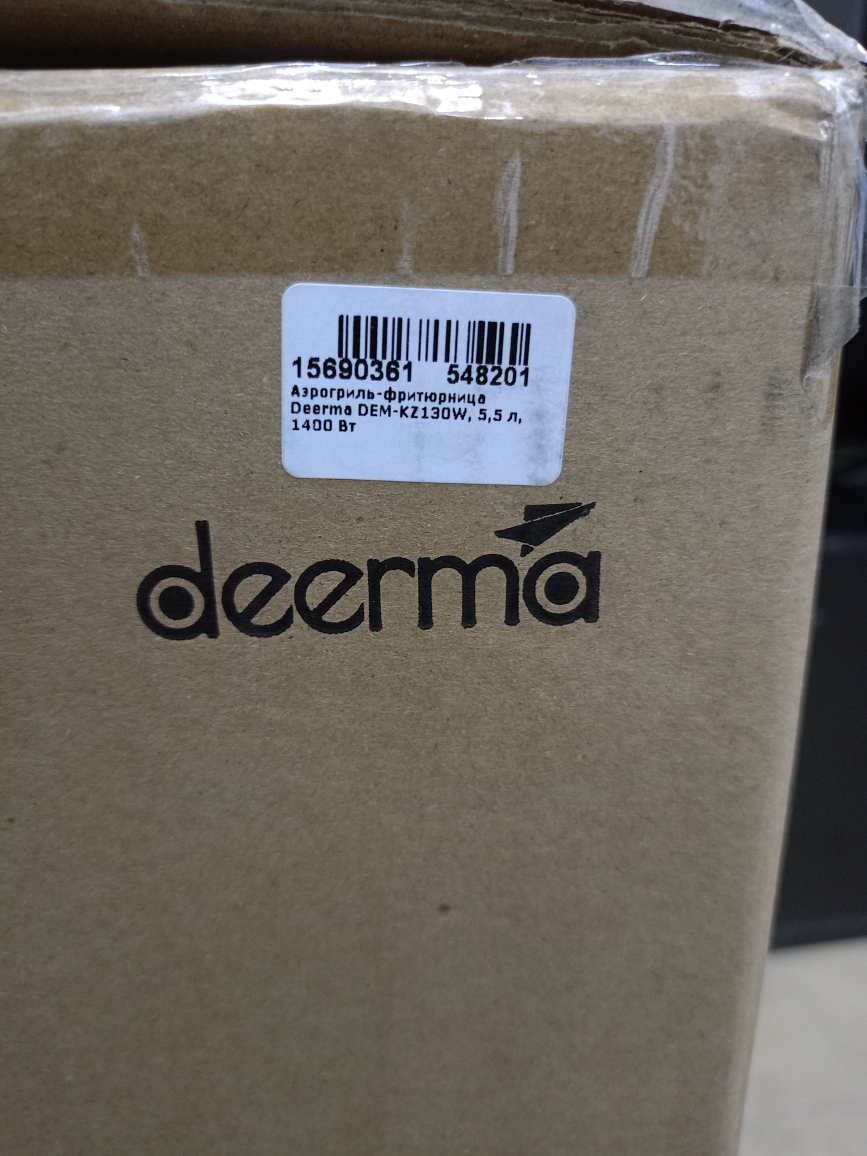 15690361 548201
Аэрогриль-фритюрница
Deerma DEM-KZ130W, 5,5 л,
1400 Вт
deerma